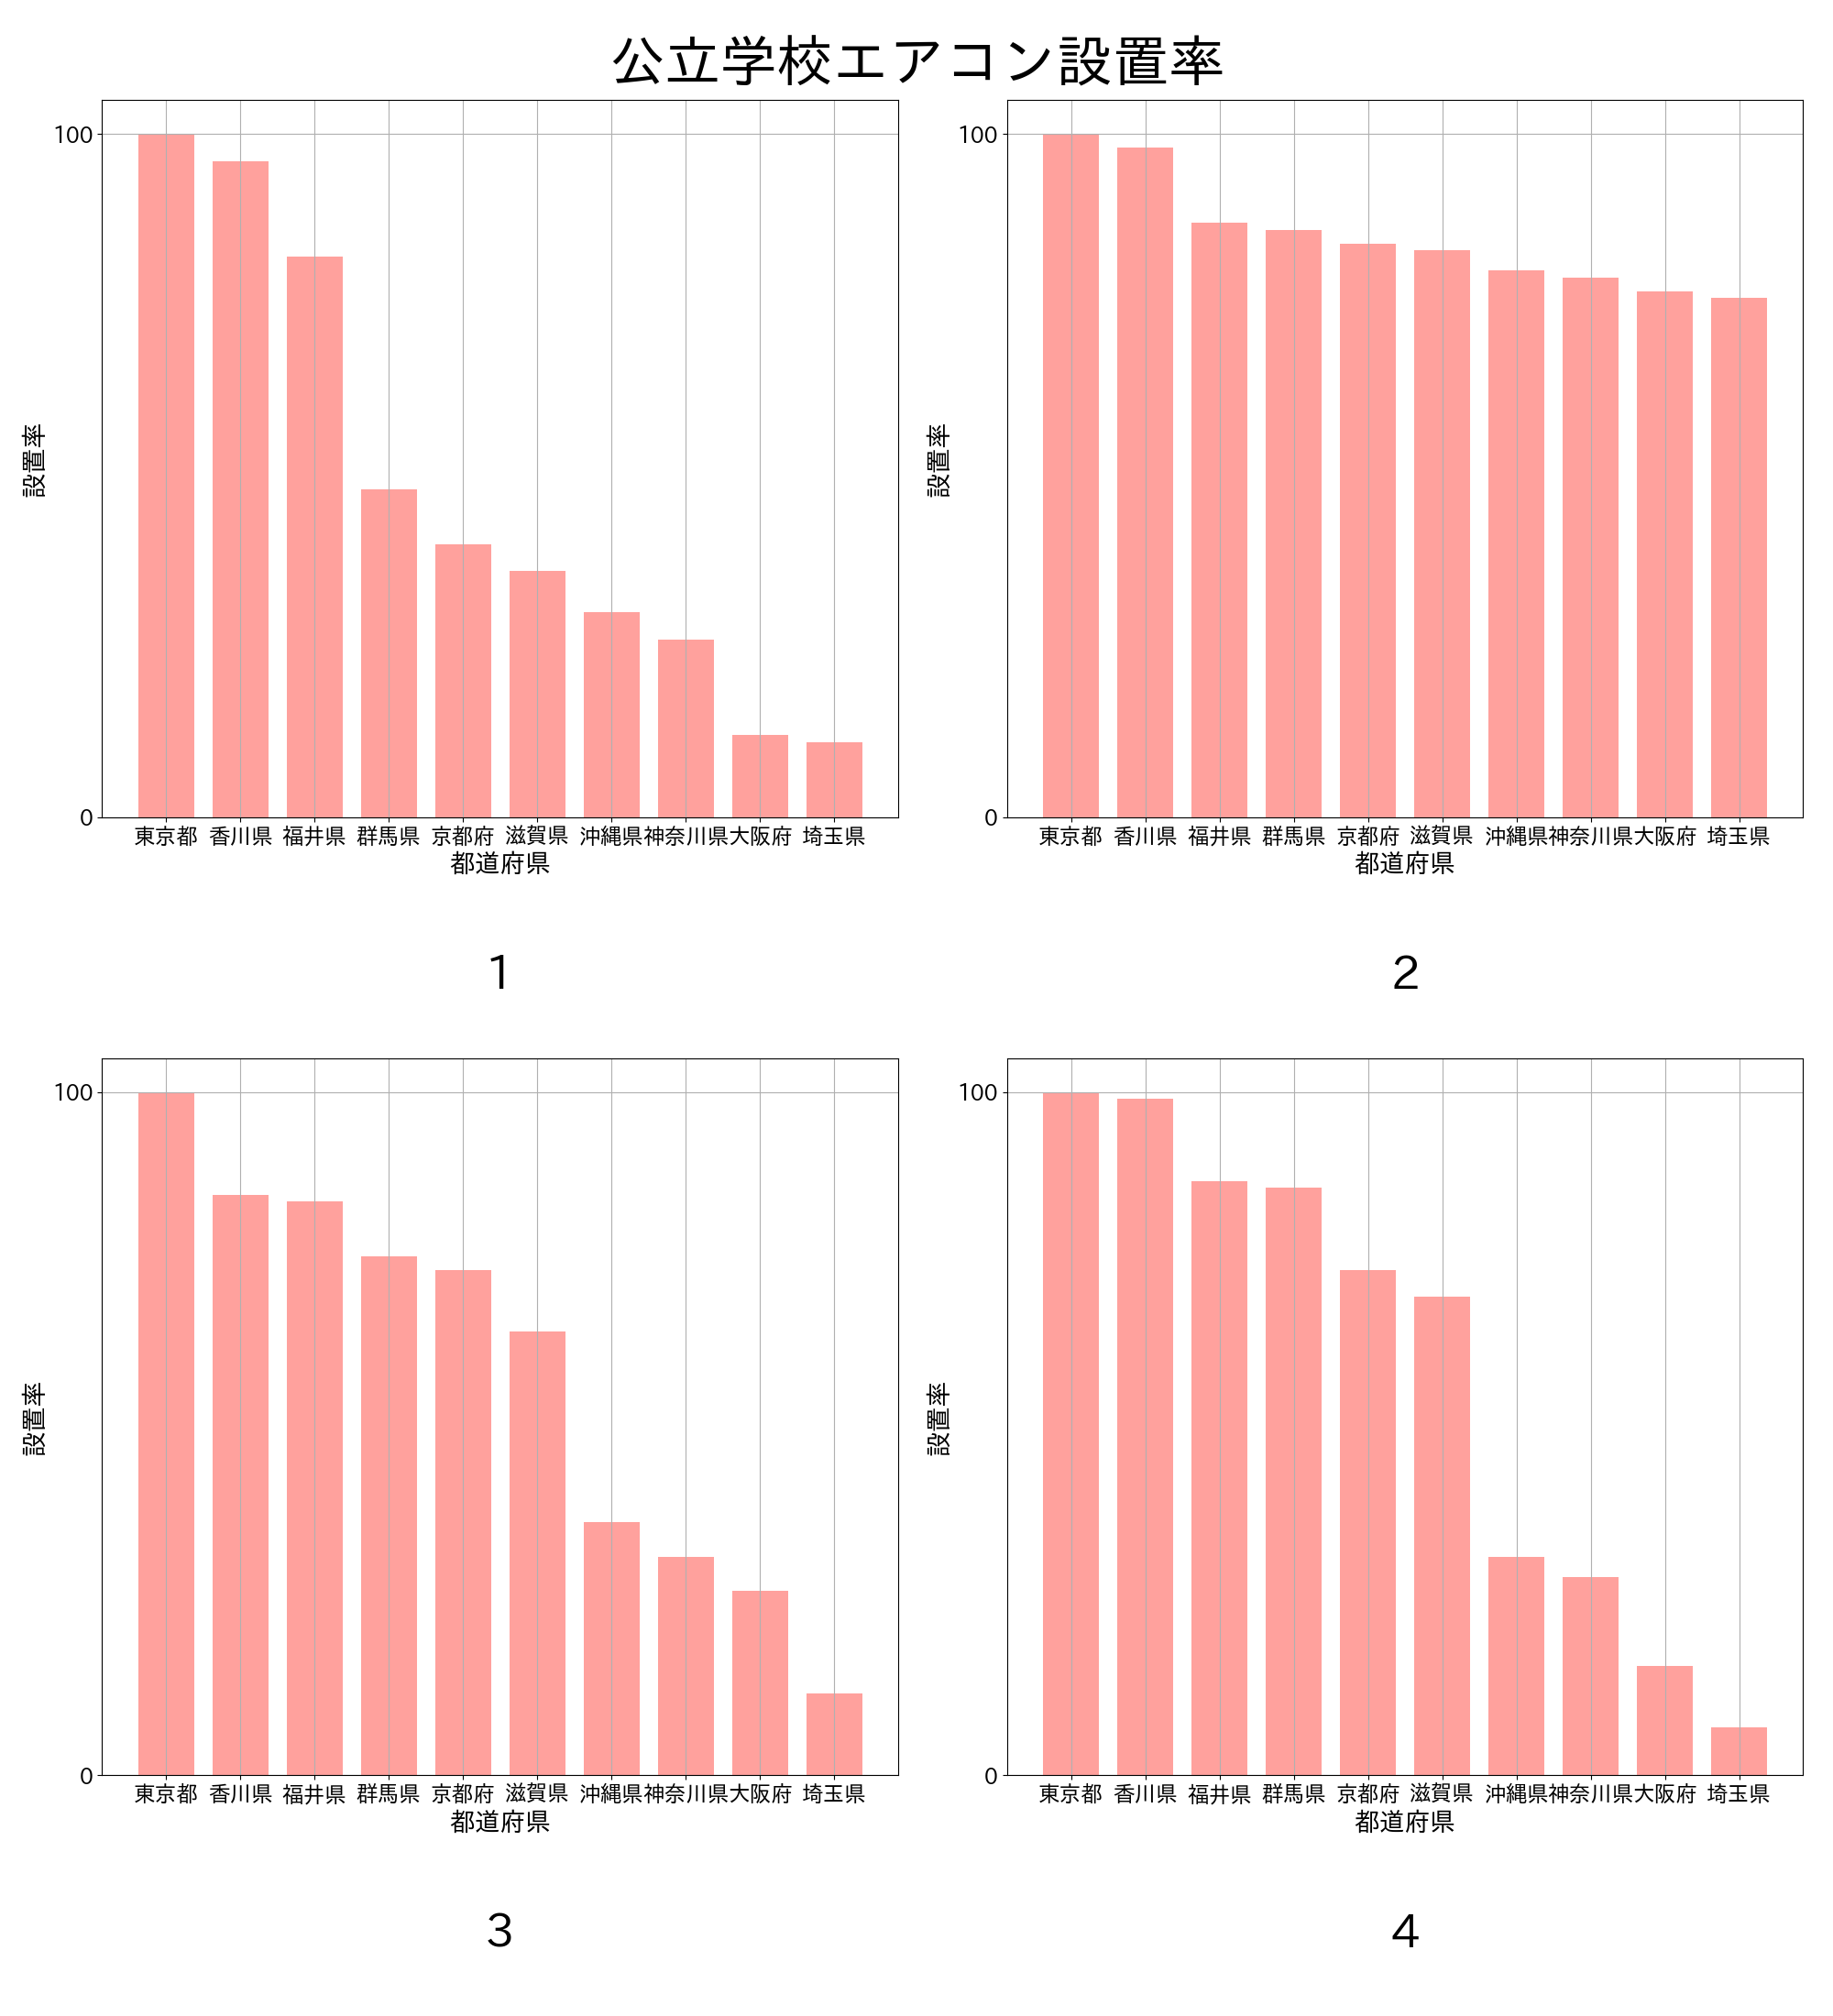 公立学校エアコン設置率
100
0
設置率
東京都 香川県 福井県 群馬県 京都府 滋賀県 沖縄県 神奈川県 大阪府 埼玉県
都道府県
1
100
0
設置率
東京都 香川県 福井県 群馬県 京都府 滋賀県 沖縄県 神奈川県 大阪府 埼玉県
都道府県
2
100
0
設置率
東京都 香川県 福井県 群馬県 京都府 滋賀県 沖縄県 神奈川県 大阪府 埼玉県
都道府県
3
100
0
設置率
東京都 香川県 福井県 群馬県 京都府 滋賀県 沖縄県 神奈川県 大阪府 埼玉県
都道府県
4